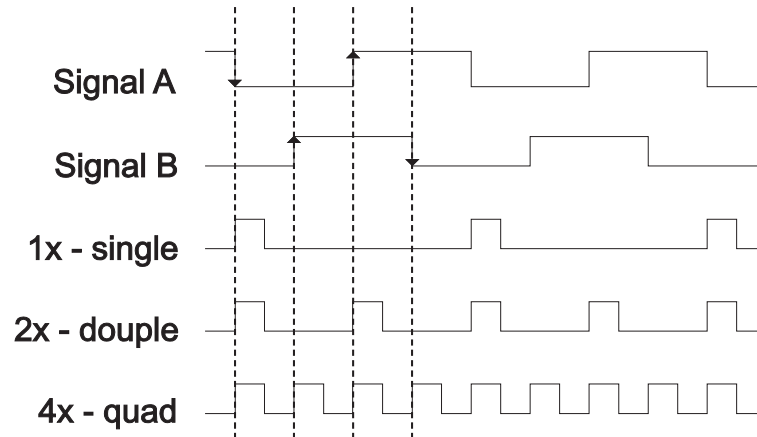 Signal A
Signal B
1x - single
2x - douple
4x - quad